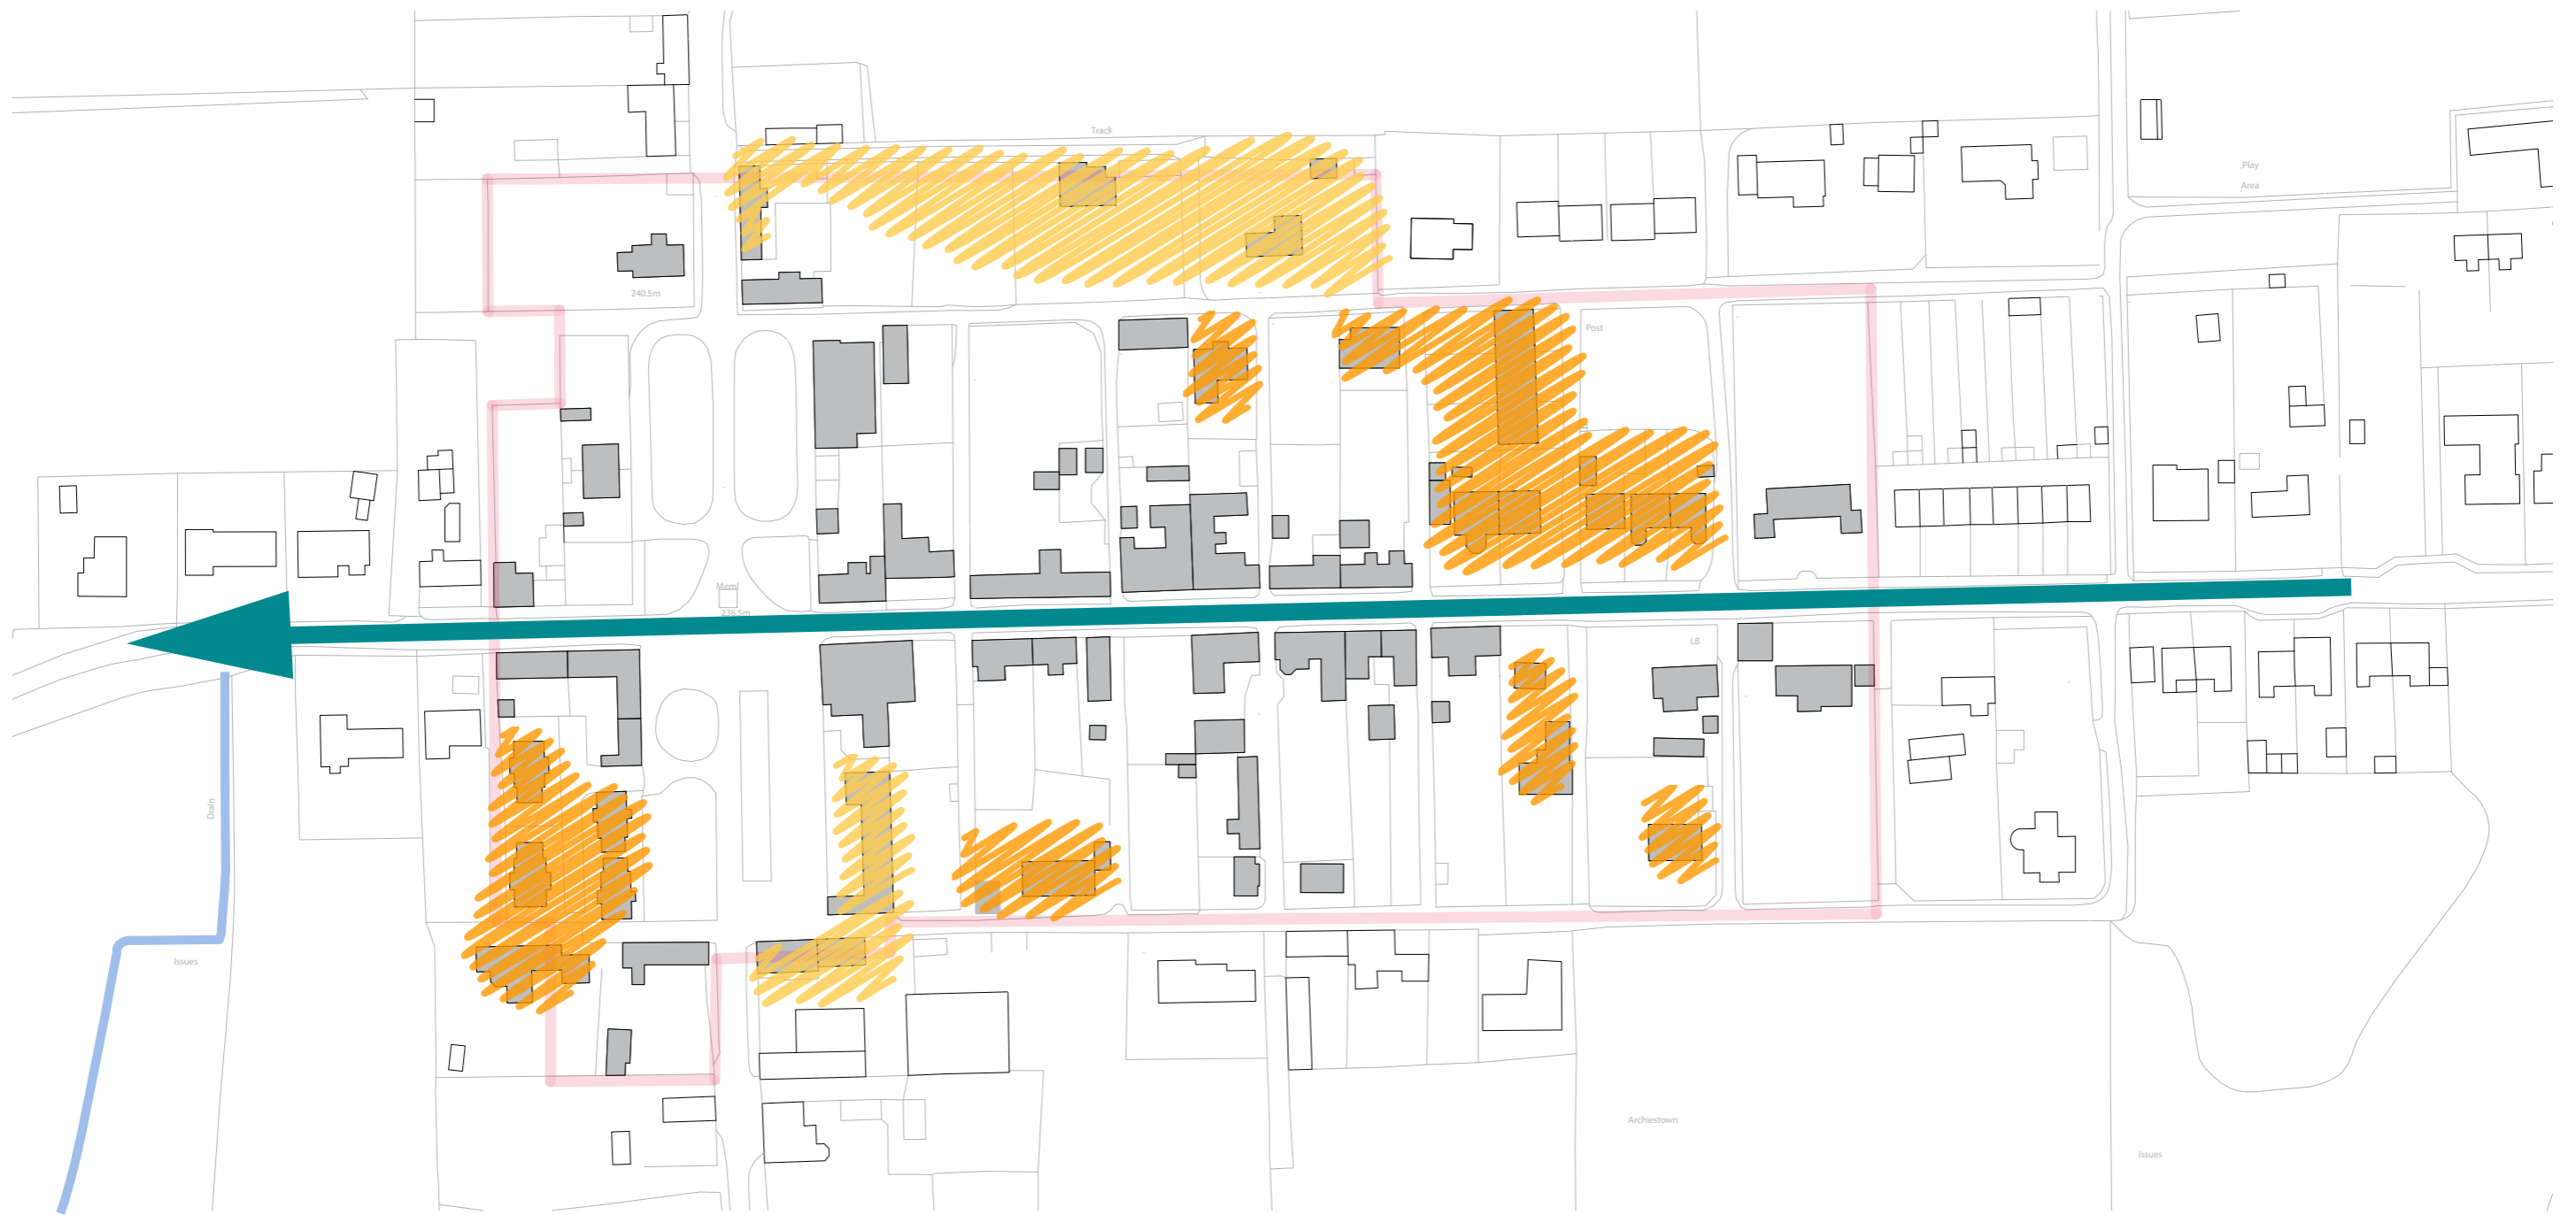 Track
,Play
Area
240.5m
Post
Meml
236.5m
LB
Drain
Issues
Archiestown
Issues